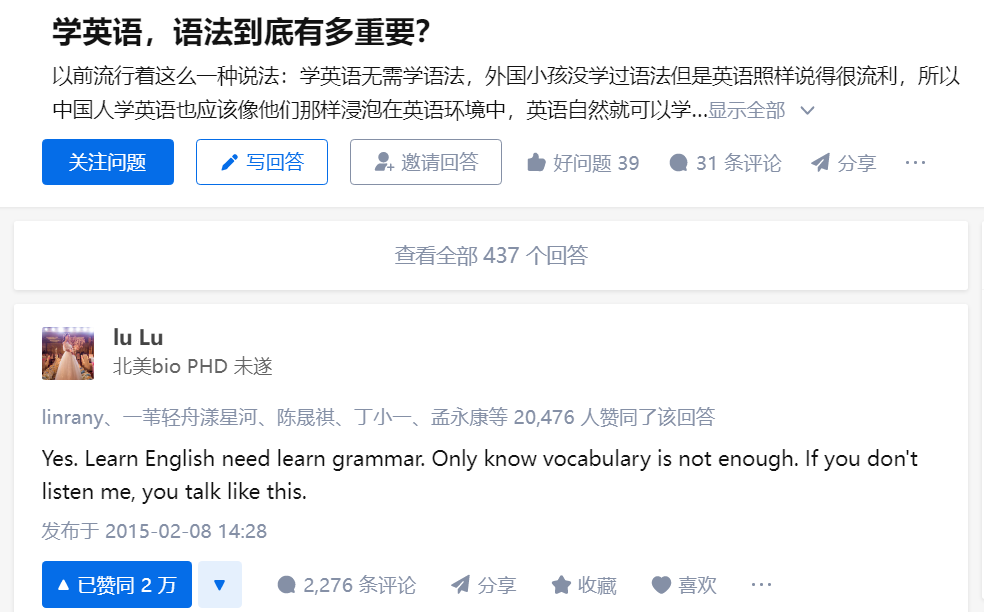 学英语，语法到底有多重要？
以前流行着这么一种说法：学英语无需学语法，外国小孩没学过语法但是英语照样说得很流利，所以
中国人学英语也应该像他们那样浸泡在英语环境中，英语自然就可以学...显示全部
关注问题 写回答 邀请回答 好问题 39 31 条评论 分享 ...
查看全部 437 个回答
lu Lu
北美bio PHD 未遂
linrany、一苇轻舟漾星河、陈晟祺、丁小一、孟永康等 20,476 人赞同了该回答
Yes. Learn English need learn grammar. Only know vocabulary is not enough. If you don't
listen me, you talk like this.
发布于 2015-02-08 14:28
已赞同 2 万 2,276 条评论 分享 收藏 喜欢 ...